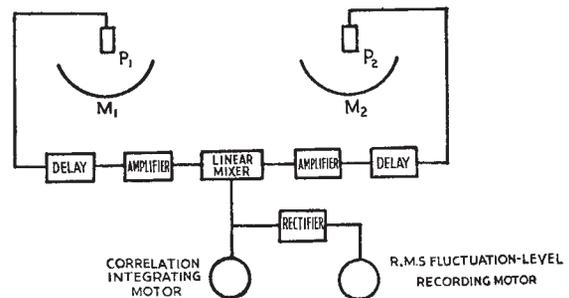 P₁
P₂
M₁
M₂
DELAY
AMPLIFIER
LINEAR
MIXER
AMPLIFIER
DELAY
RECTIFIER
CORRELATION
INTEGRATING
MOTOR
R.M.S FLUCTUATION-LEVEL
RECORDING MOTOR